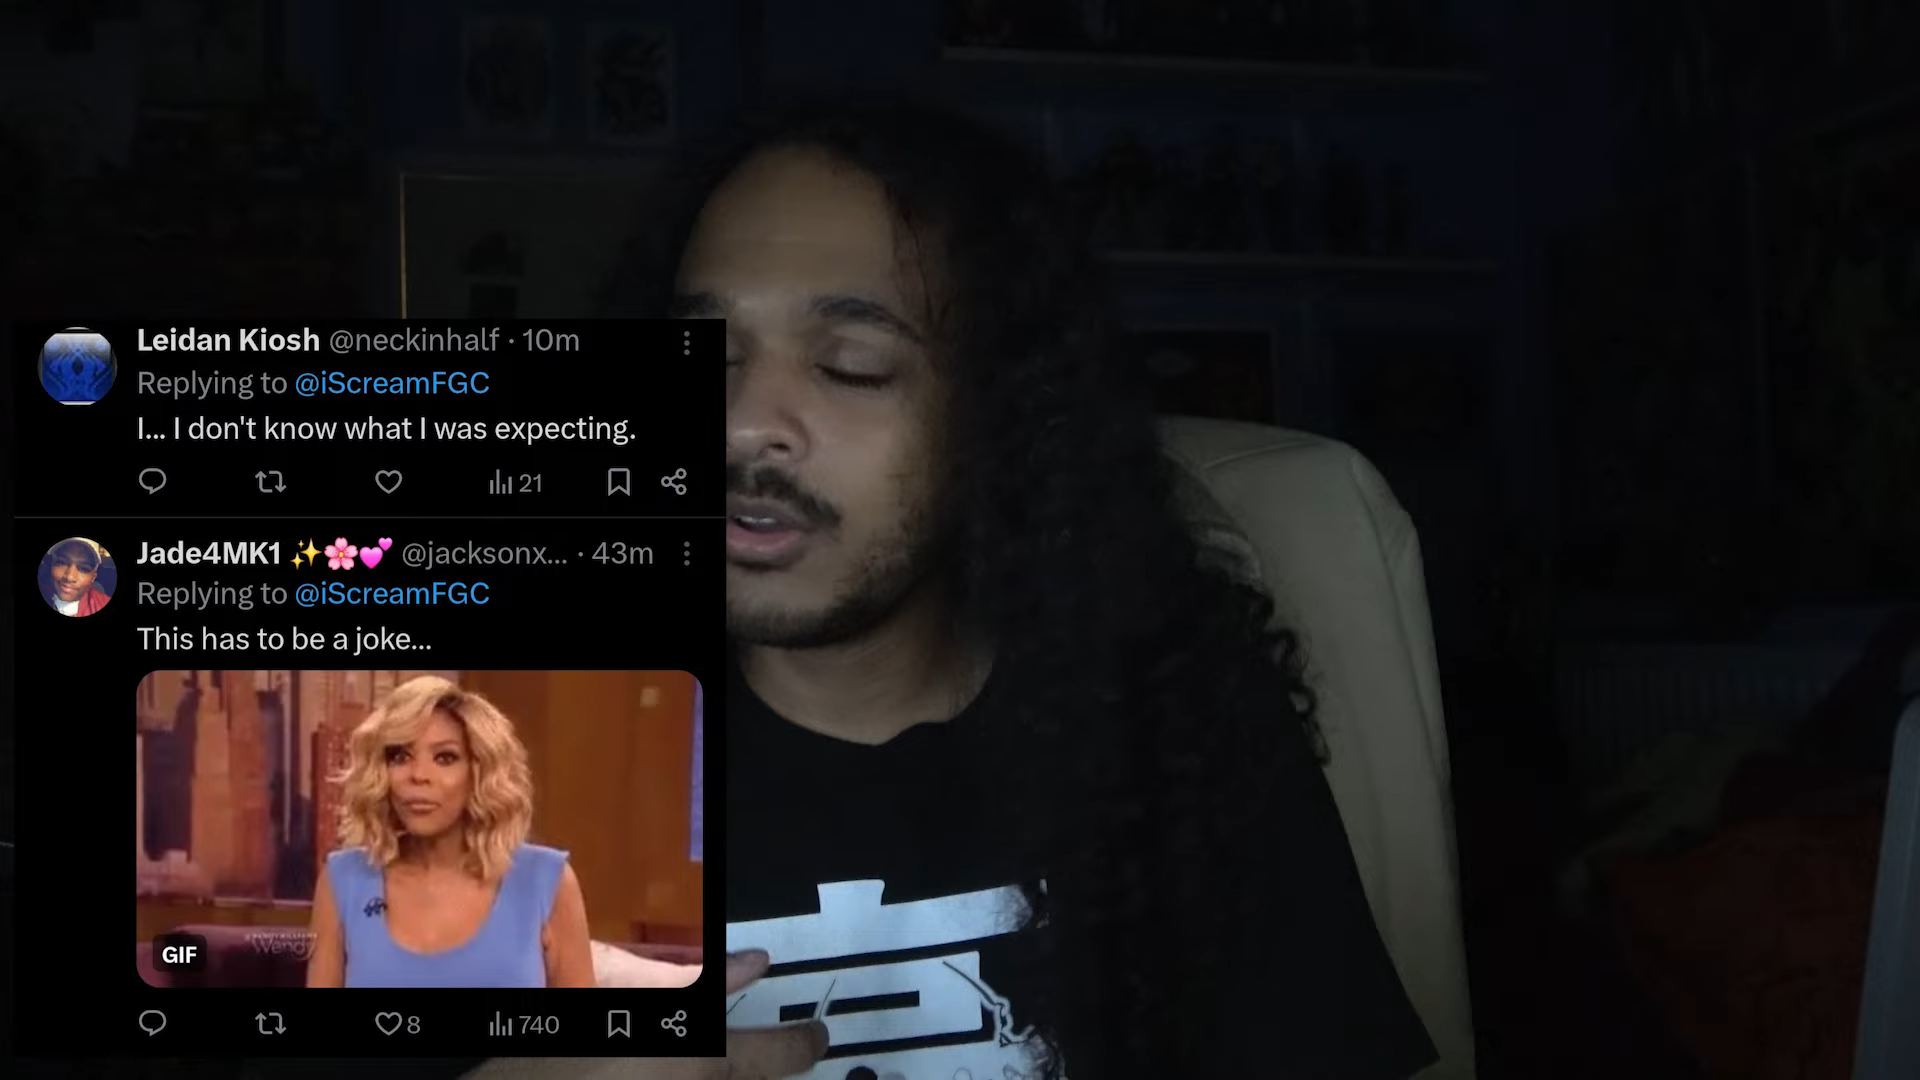 Leidan Kiosh @neckinhalf · 10m
Replying to @iScreamFGC
I... I don't know what I was expecting.
21
Jade4MK1 ✨🌸💕 @jacksonx... · 43m
Replying to @iScreamFGC
This has to be a joke...
Wendy
GIF
8 740